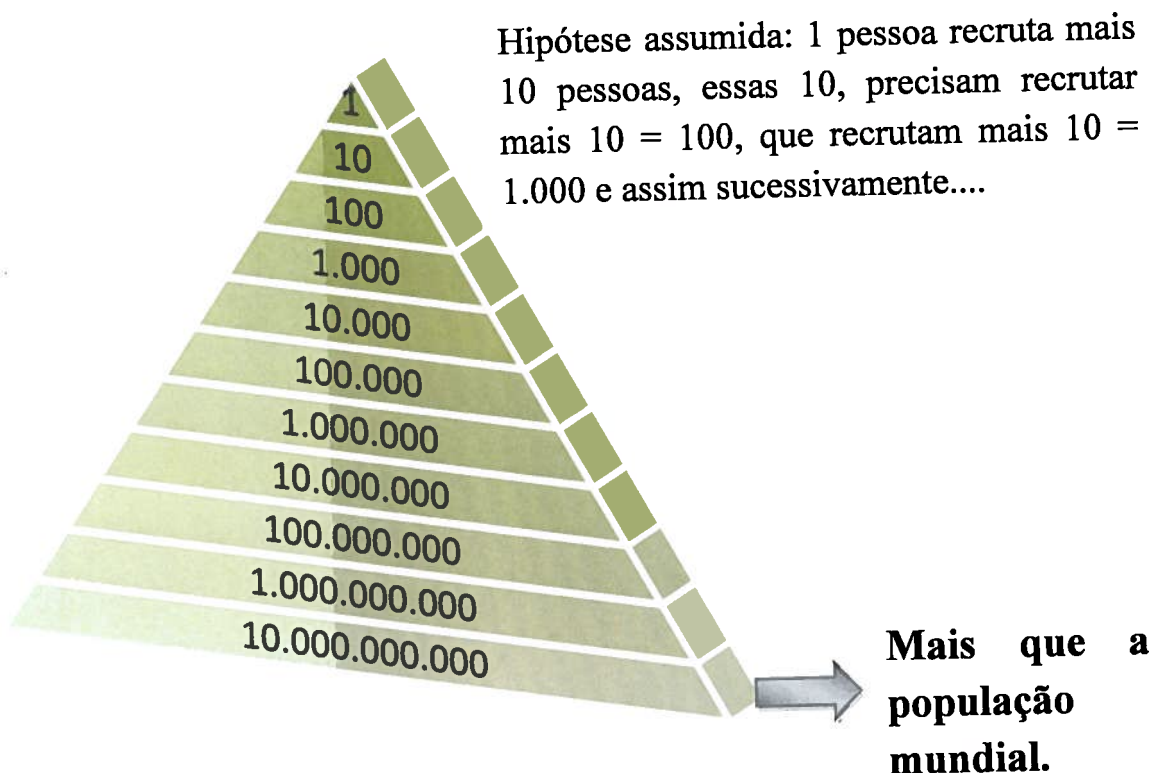 Hipótese assumida: 1 pessoa recruta mais
10 pessoas, essas 10, precisam recrutar
mais 10 = 100, que recrutam mais 10 =
1.000 e assim sucessivamente....
1
10
100
1.000
10.000
100.000
1.000.000
10.000.000
100.000.000
1.000.000.000
10.000.000.000
Mais que a
população
mundial.